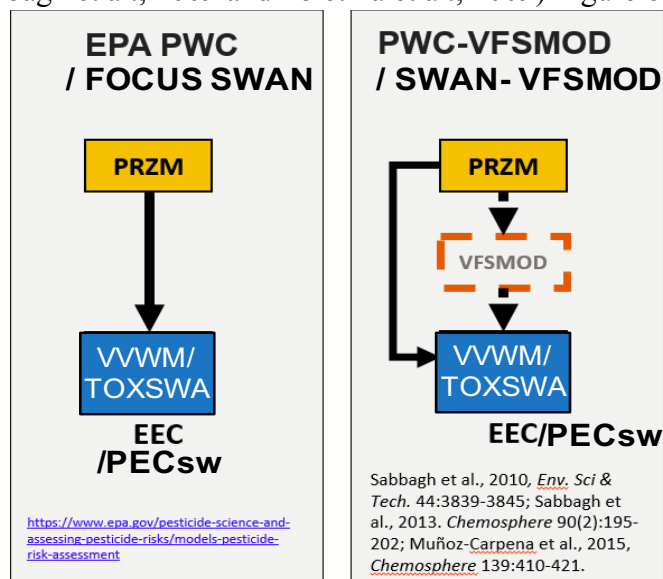 EPA PWC
/ FOCUS SWAN
PRZM
VVWM/
TOXSWA
EEC
/PECsw
https://www.epa.gov/pesticide-science-and-
assessing-pesticide-risks/models-pesticide-
risk-assessment
PWC-VFSMOD
/ SWAN- VFSMOD
PRZM
VFSMOD
VVWM/
TOXSWA
EEC/PECsw
Sabbagh et al., 2010, Env. Sci &
Tech. 44:3839-3845; Sabbagh et
al., 2013. Chemosphere 90(2):195-
202; Muñoz-Carpena et al., 2015,
Chemosphere 139:410-421.